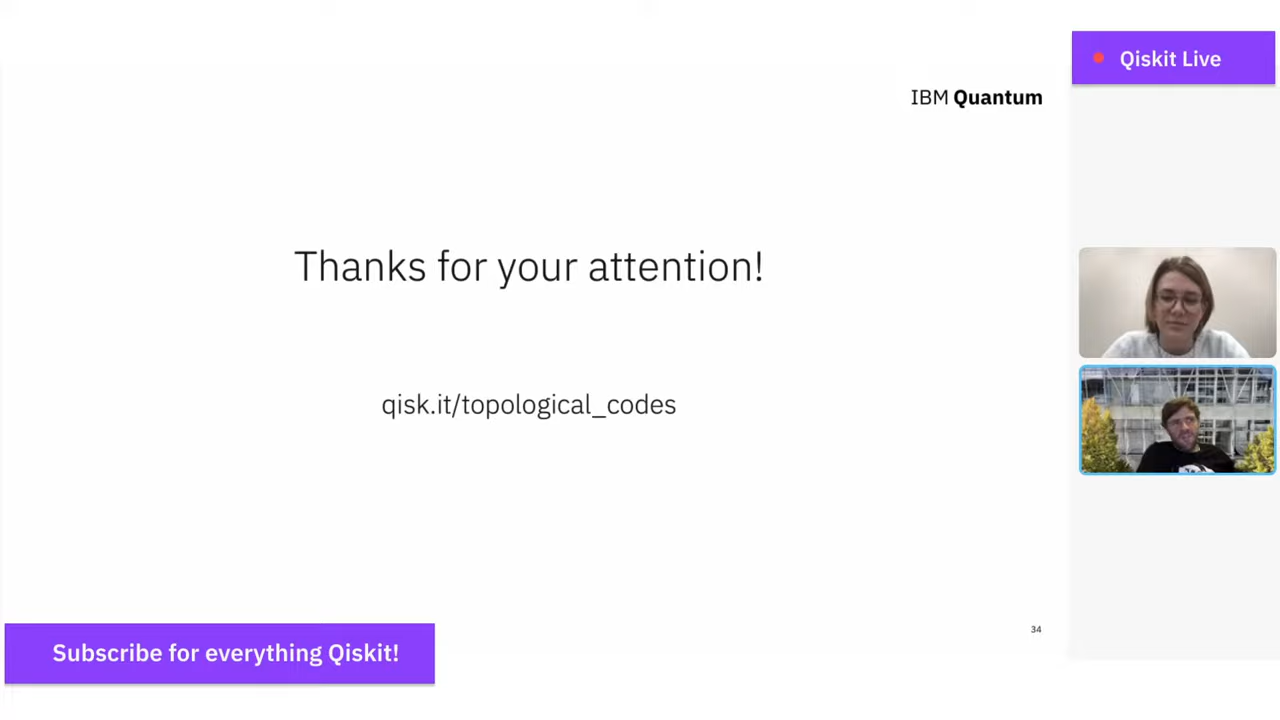 Qiskit Live
IBM Quantum
Thanks for your attention!
qisk.it/topological_codes
34
Subscribe for everything Qiskit!